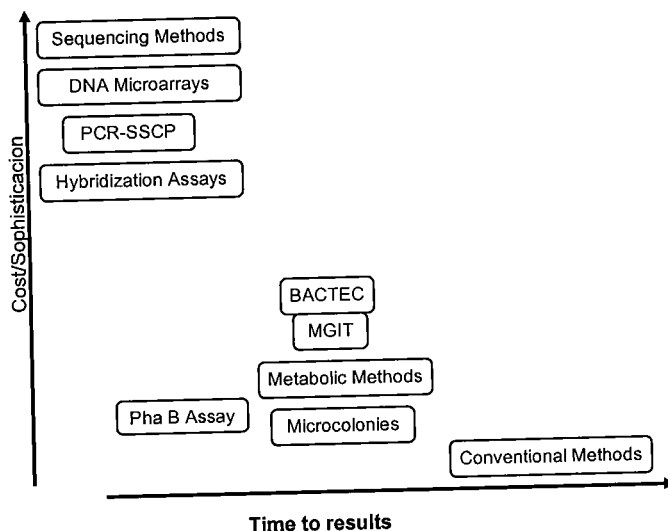 Sequencing Methods
DNA Microarrays
PCR-SSCP
Hybridization Assays
Cost/Sophisticacion
BACTEC
MGIT
Metabolic Methods
Pha B Assay
Microcolonies
Conventional Methods
Time to results